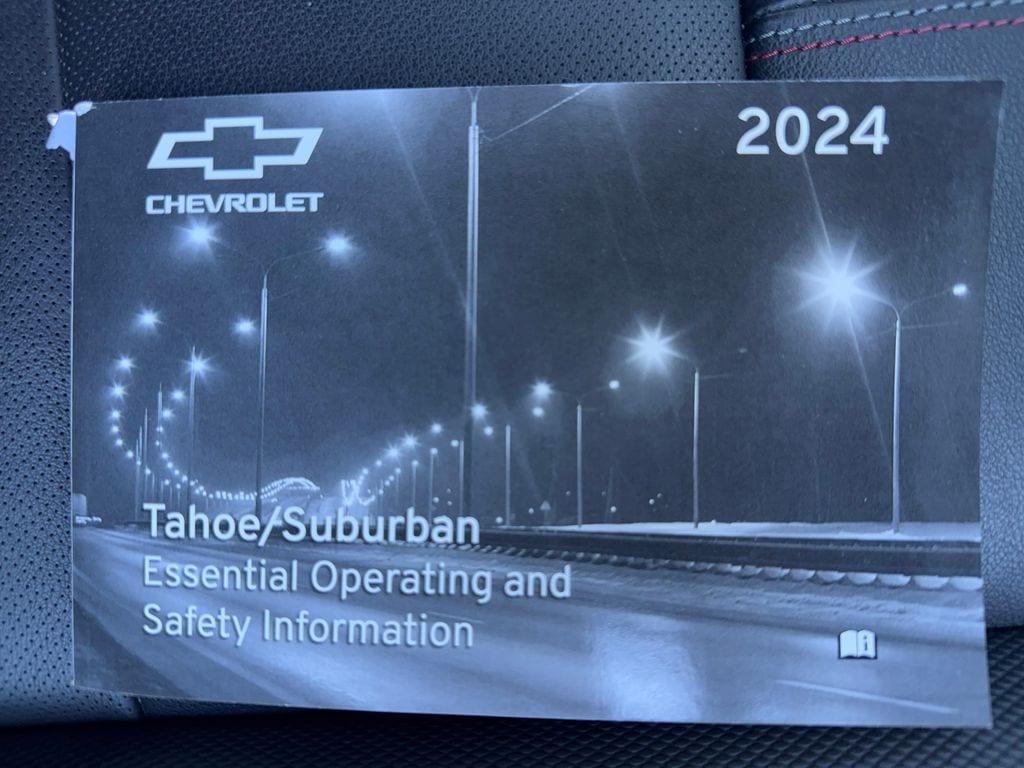 CHEVROLET
2024
Tahoe/Suburban
Essential Operating and
Safety Information